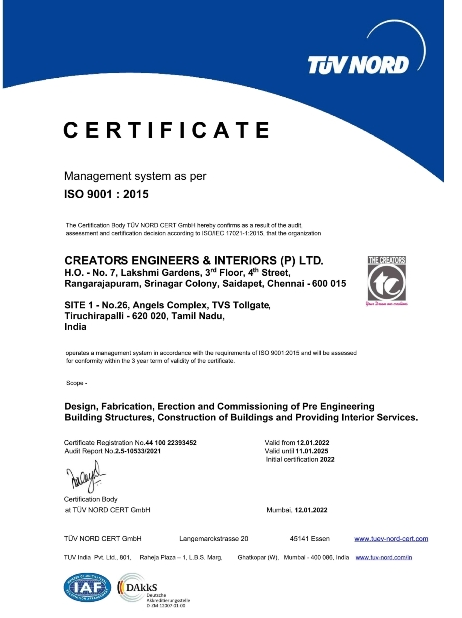 TÜV NORD
CERTIFICATE
Management system as per
ISO 9001 : 2015
The Certification Body TÜV NORD CERT GmbH hereby confirms as a result of the audit,
assessment and certification decision according to ISO/IEC 17021-1:2015, that the organization
CREATORS ENGINEERS & INTERIORS (P) LTD.
H.O. - No. 7, Lakshmi Gardens, 3rd Floor, 4th Street,
Rangarajapuram, Srinagar Colony, Saidapet, Chennai - 600 015
THE CREATORS
tc
Your Dream our creation
SITE 1 - No.26, Angels Complex, TVS Tollgate,
Tiruchirapalli - 620 020, Tamil Nadu,
India
operates a management system in accordance with the requirements of ISO 9001:2015 and will be assessed
for conformity within the 3 year term of validity of the certificate.
Scope -
Design, Fabrication, Erection and Commissioning of Pre Engineering
Building Structures, Construction of Buildings and Providing Interior Services.
Certificate Registration No.44 100 22393452 Valid from 12.01.2022
Audit Report No.2.5-10533/2021 Valid until 11.01.2025
Initial certification 2022
Certification Body
at TÜV NORD CERT GmbH Mumbai, 12.01.2022
TÜV NORD CERT GmbH Langemarckstrasse 20 45141 Essen www.tuev-nord-cert.com
TUV India Pvt. Ltd., 801, Raheja Plaza – 1, L.B.S. Marg, Ghatkopar (W), Mumbai - 400 086, India www.tuv-nord.com/in
IAF
DAkkS
Deutsche
Akkreditierungsstelle
D-ZM-12007-01-00